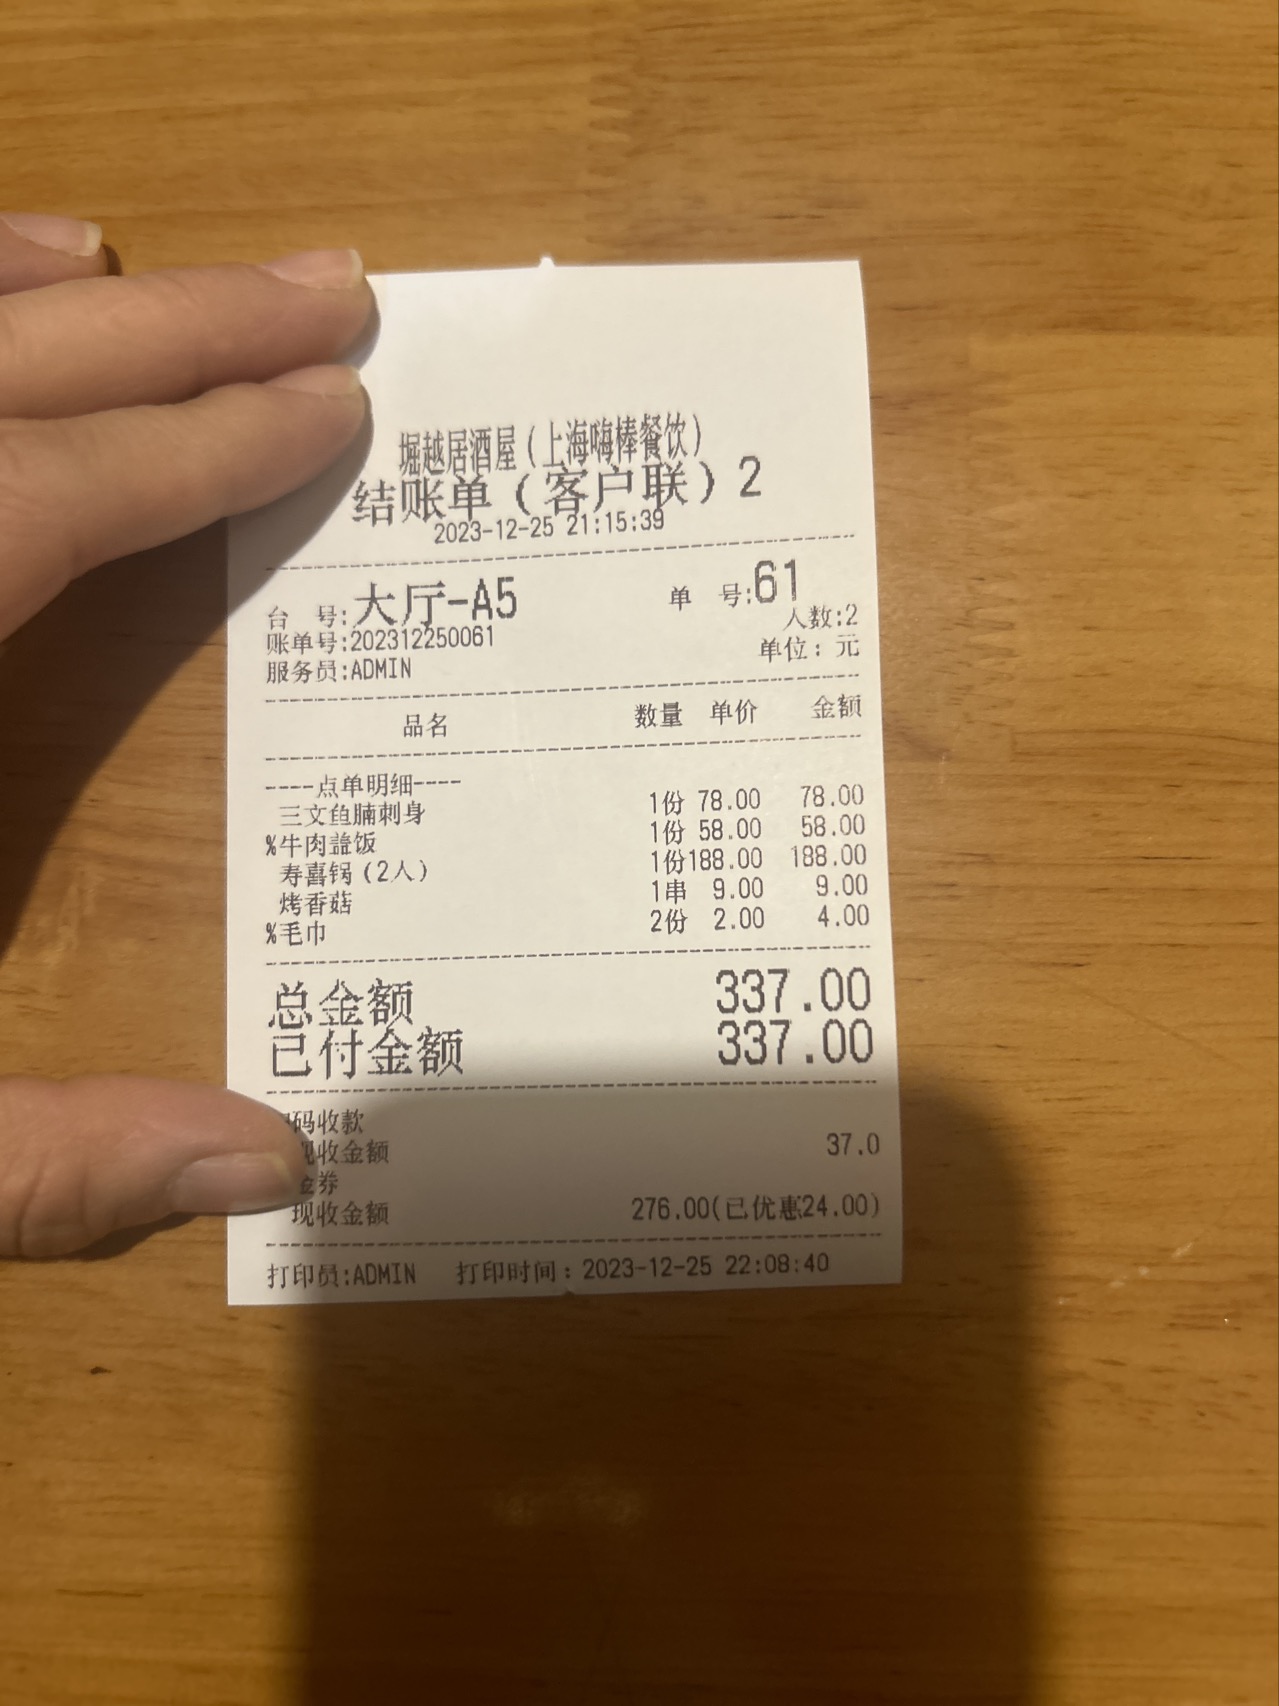 堀越居酒屋(上海嗨棒餐饮)
结账单(客户联)2
2023-12-25 21:15:39
台 号:大厅-A5 单 号:61
账单号:202312250061 人数:2
服务员:ADMIN 单位:元
品名 数量 单价 金额
----点单明细----
三文鱼腩刺身 1份 78.00 78.00
%牛肉盖饭 1份 58.00 58.00
寿喜锅(2人) 1份188.00 188.00
烤香菇 1串 9.00 9.00
%毛巾 2份 2.00 4.00
总金额 337.00
已付金额 337.00
码收款
现收金额 37.0
金券
现收金额 276.00(已优惠24.00)
打印员:ADMIN 打印时间:2023-12-25 22:08:40